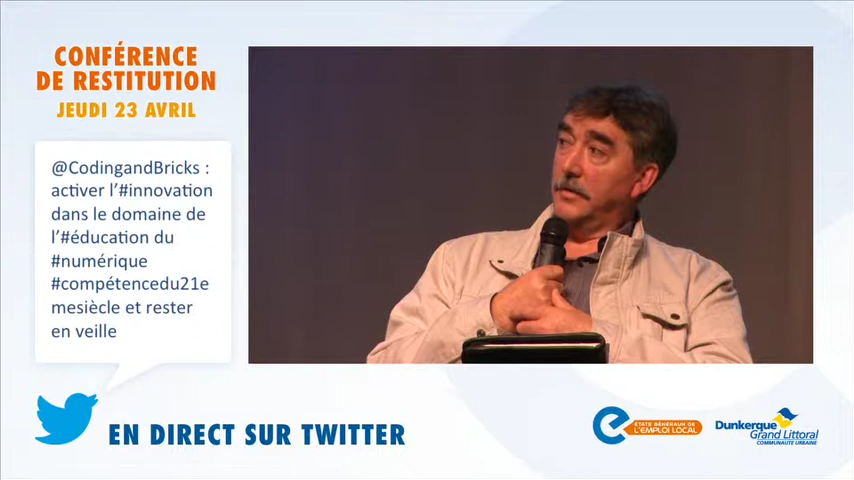 CONFÉRENCE
DE RESTITUTION
JEUDI 23 AVRIL
@CodingandBricks :
activer l'#innovation
dans le domaine de
l'#éducation du
#numérique
#compétencedu21e
mesiècle et rester
en veille
EN DIRECT SUR TWITTER
ÉTATS GÉNÉRAUX DE
L'EMPLOI LOCAL
Dunkerque
Grand Littoral
COMMUNAUTÉ URBAINE